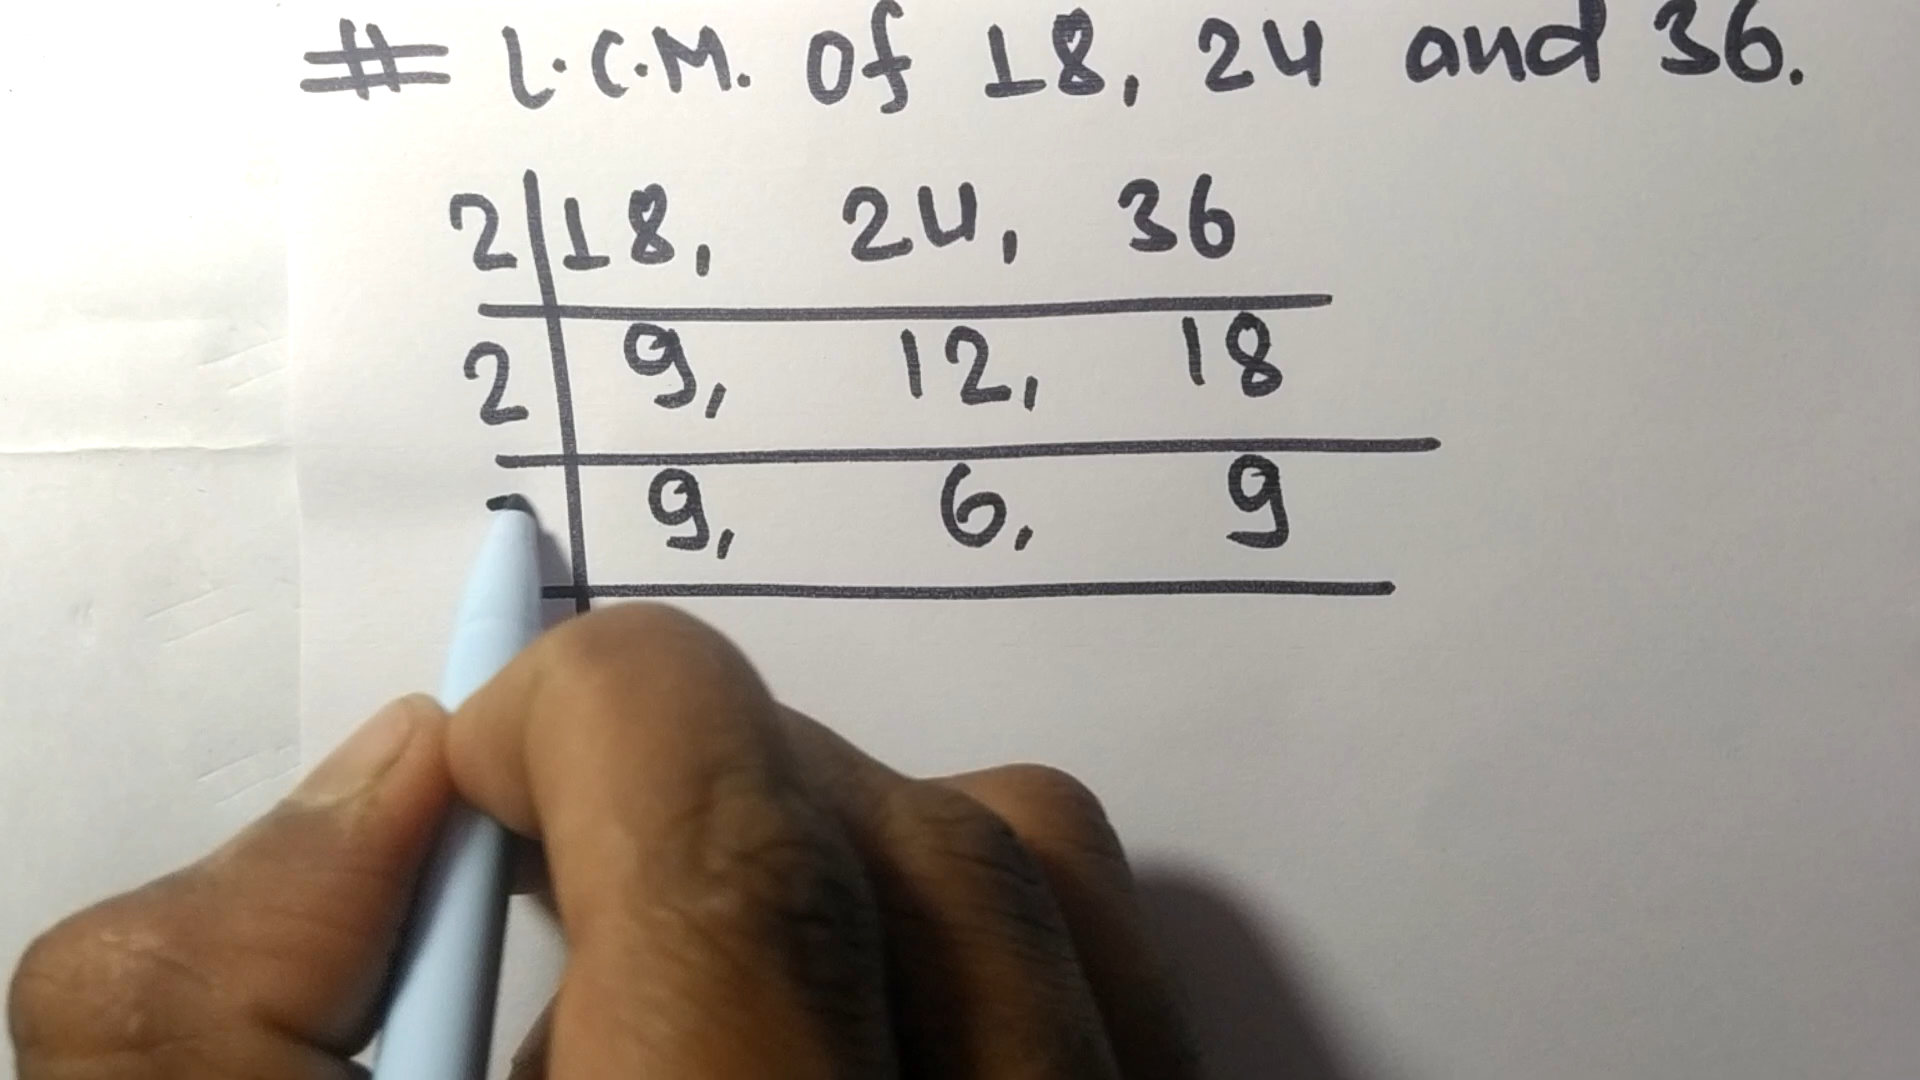 # L.C.M. of 18, 24 and 36.
2 18, 24, 36
2 9, 12, 18
9, 6, 9